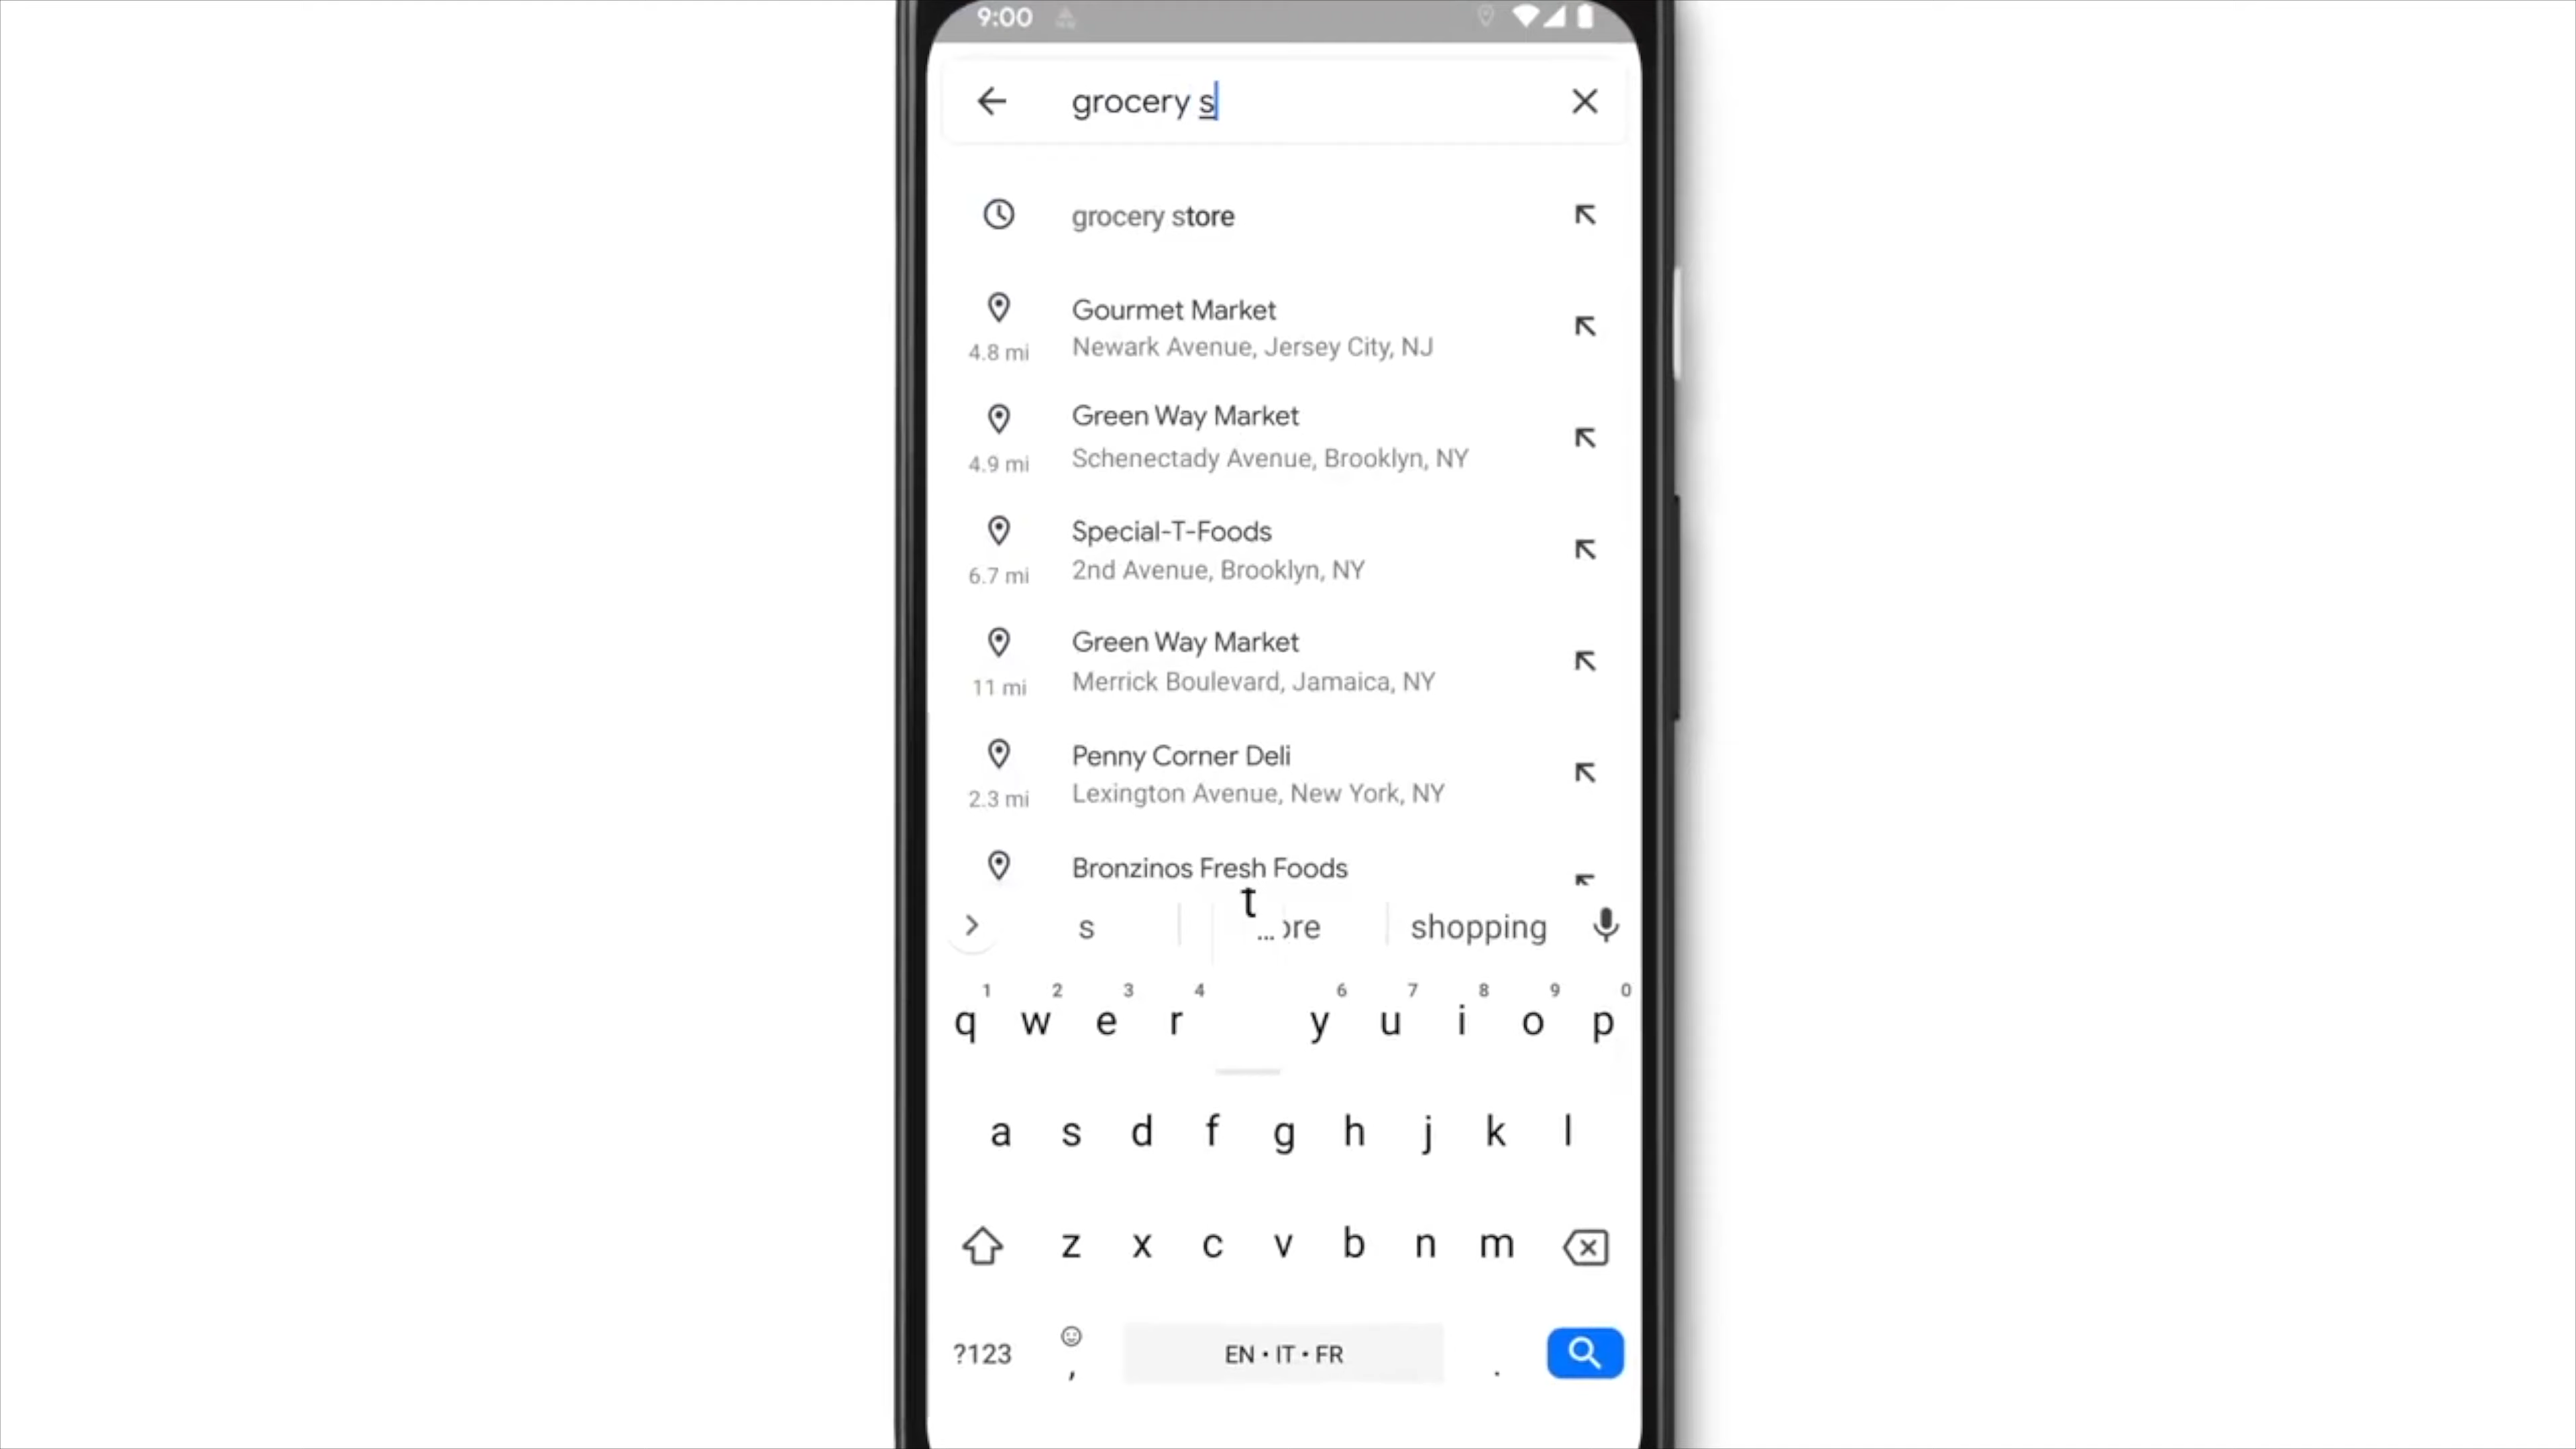 9:00
grocery s
grocery store
Gourmet Market
4.8 mi
Newark Avenue, Jersey City, NJ
Green Way Market
4.9 mi
Schenectady Avenue, Brooklyn, NY
Special-T-Foods
6.7 mi
2nd Avenue, Brooklyn, NY
Green Way Market
11 mi
Merrick Boulevard, Jamaica, NY
Penny Corner Deli
2.3 mi
Lexington Avenue, New York, NY
Bronzinos Fresh Foods
t
s ...ore shopping
1 2 3 4 6 7 8 9 0
q w e r y u i o p
a s d f g h j k l
z x c v b n m
?123 , EN • IT • FR .